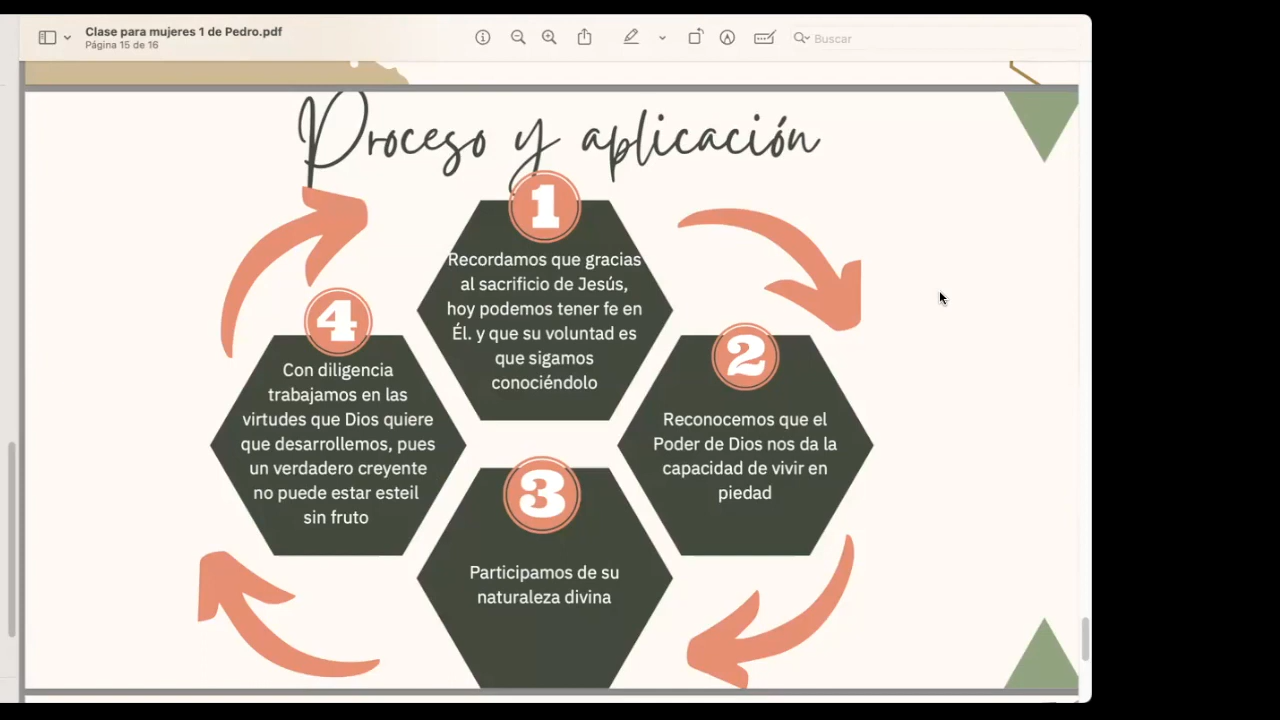 Clase para mujeres 1 de Pedro.pdf
Página 15 de 16
Buscar
Proceso y aplicación
1
Recordamos que gracias
al sacrificio de Jesús,
hoy podemos tener fe en
Él. y que su voluntad es
que sigamos
conociéndolo
2
Reconocemos que el
Poder de Dios nos da la
capacidad de vivir en
piedad
3
Participamos de su
naturaleza divina
4
Con diligencia
trabajamos en las
virtudes que Dios quiere
que desarrollemos, pues
un verdadero creyente
no puede estar esteil
sin fruto